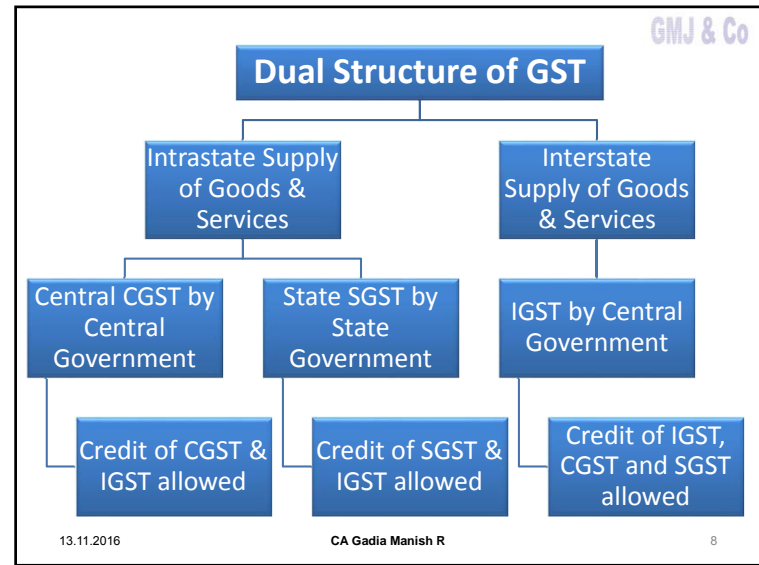 GMJ & Co
Dual Structure of GST
Intrastate Supply
of Goods &
Services
Interstate
Supply of Goods
& Services
Central CGST by
Central
Government
State SGST by
State
Government
IGST by Central
Government
Credit of CGST &
IGST allowed
Credit of SGST &
IGST allowed
Credit of IGST,
CGST and SGST
allowed
13.11.2016
CA Gadia Manish R
8